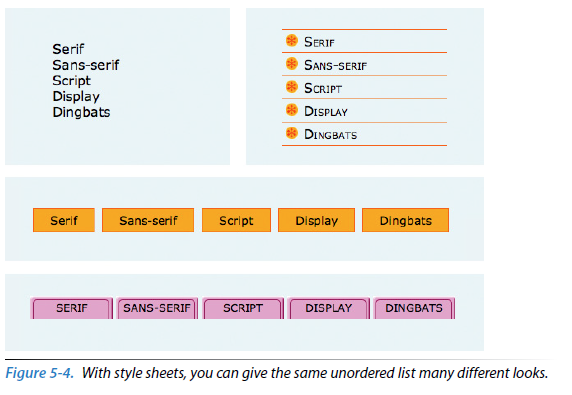 Serif
Sans-serif
Script
Display
Dingbats
SERIF
SANS-SERIF
SCRIPT
DISPLAY
DINGBATS
Serif Sans-serif Script Display Dingbats
SERIF SANS-SERIF SCRIPT DISPLAY DINGBATS
Figure 5-4. With style sheets, you can give the same unordered list many different looks.